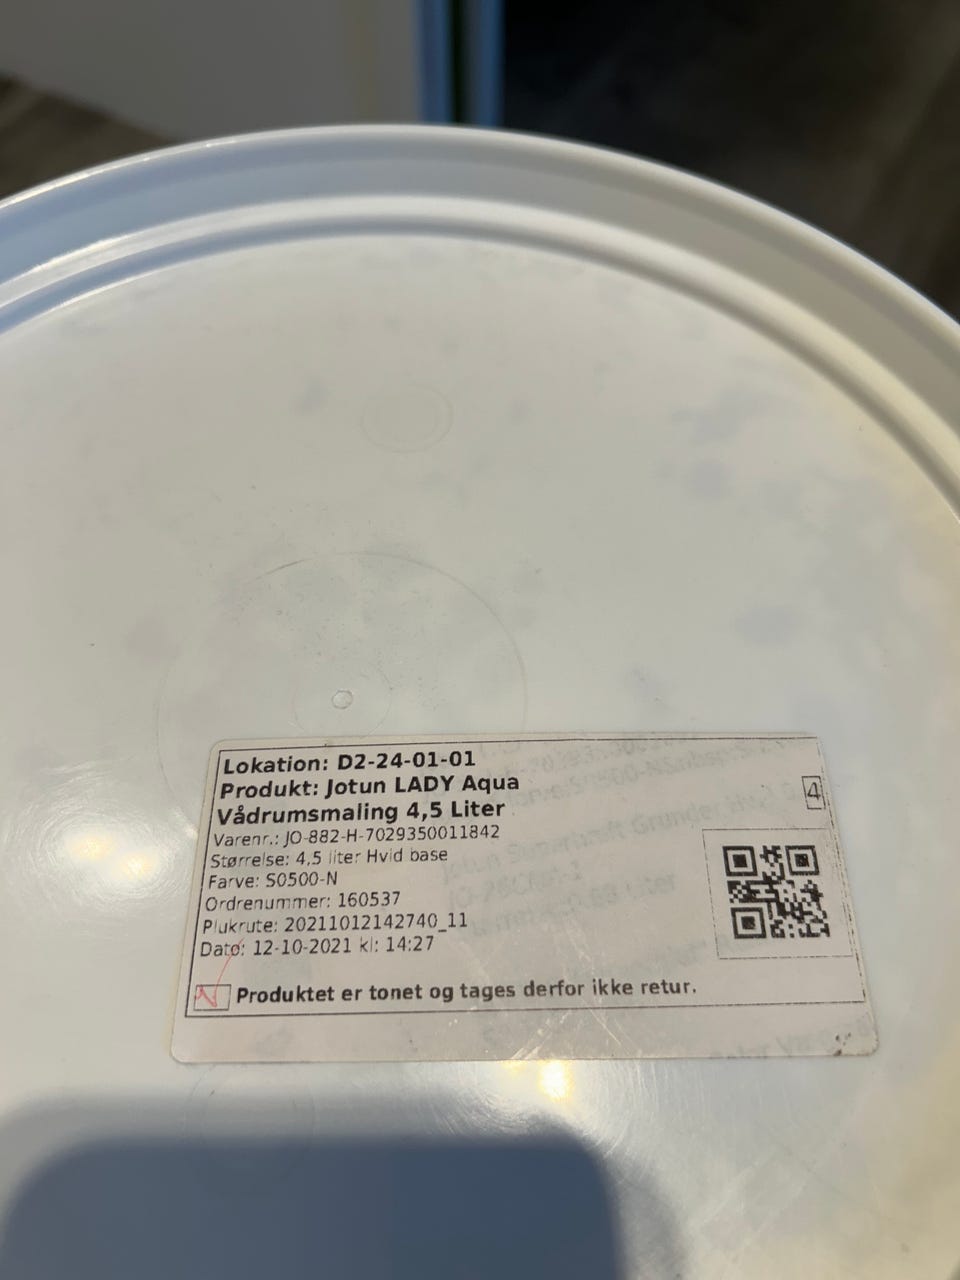 Lokation: D2-24-01-01
Produkt: Jotun LADY Aqua
Vådrumsmaling 4,5 Liter
4
Varenr.: JO-882-H-7029350011842
Størrelse: 4,5 liter Hvid base
Farve: S0500-N
Ordrenummer: 160537
Plukrute: 20211012142740_11
Dato: 12-10-2021 kl: 14:27
Produktet er tonet og tages derfor ikke retur.